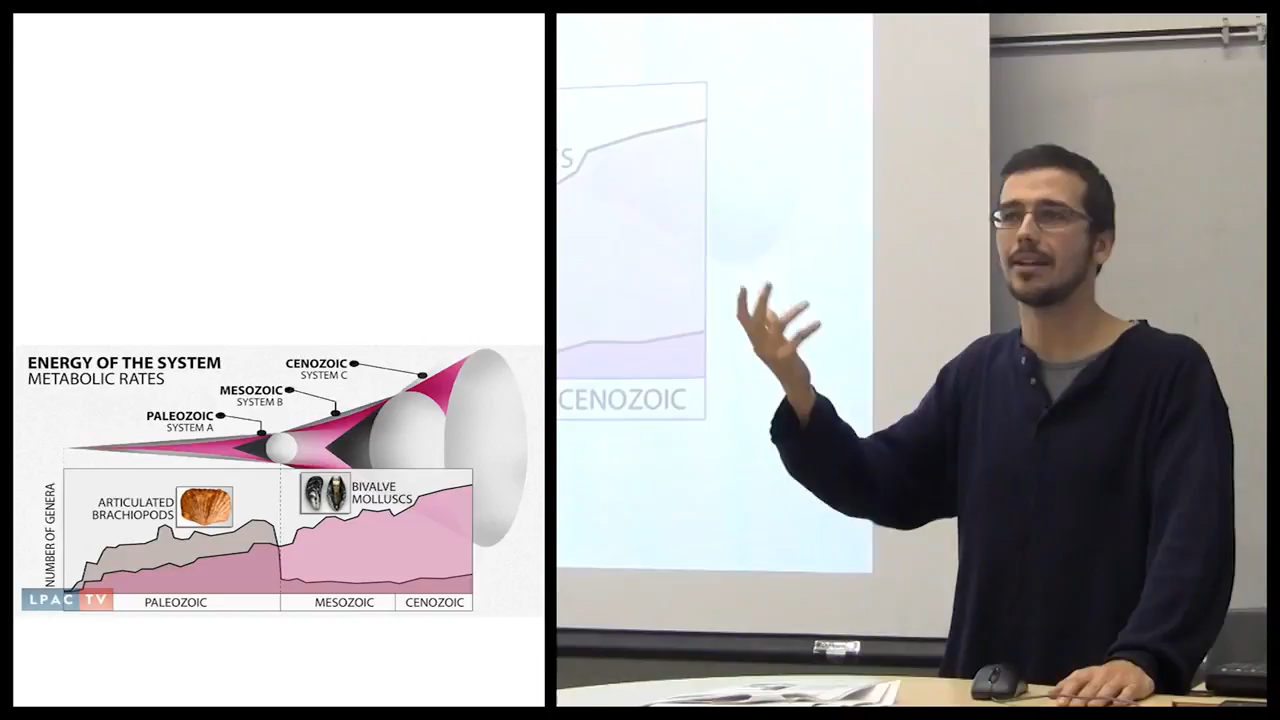 ENERGY OF THE SYSTEM
METABOLIC RATES
CENOZOIC
SYSTEM C
MESOZOIC
SYSTEM B
PALEOZOIC
SYSTEM A
NUMBER OF GENERA
ARTICULATED
BRACHIOPODS
BIVALVE
MOLLUSCS
LPAC TV
PALEOZOIC
MESOZOIC
CENOZOIC
S
CENOZOIC